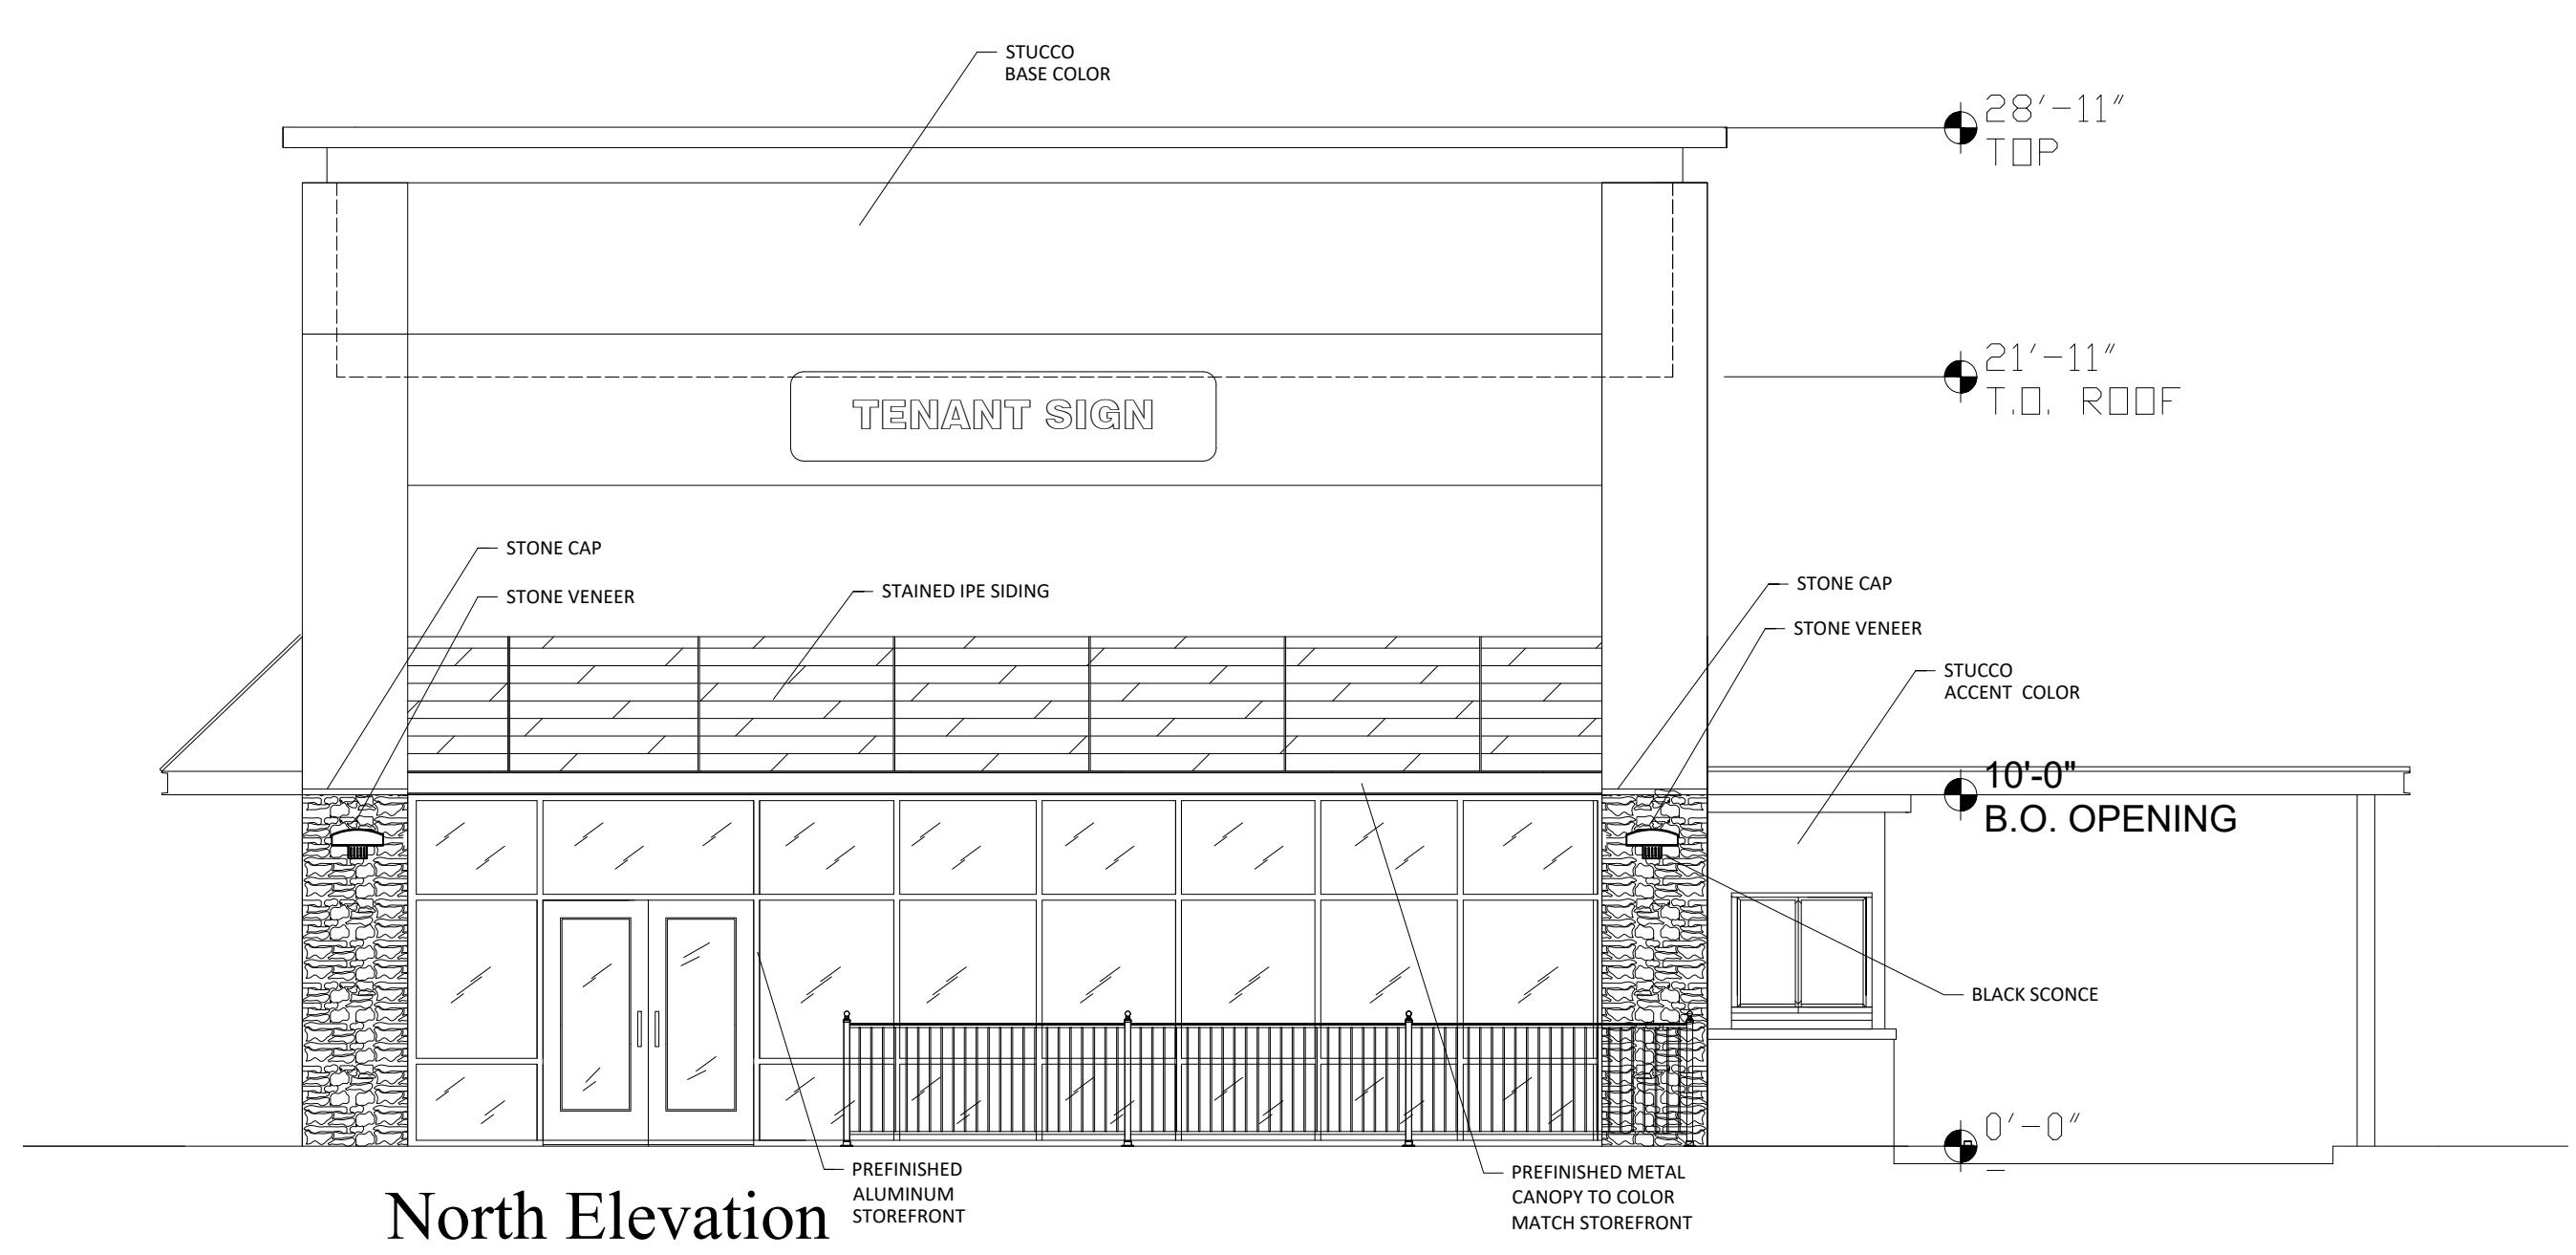 STUCCO
BASE COLOR
28'-11"
TOP
21'-11"
T.O. ROOF
TENANT SIGN
STONE CAP
STONE VENEER
STAINED IPE SIDING
STONE CAP
STONE VENEER
STUCCO
ACCENT COLOR
10'-0"
B.O. OPENING
BLACK SCONCE
0'-0"
PREFINISHED
ALUMINUM
STOREFRONT
PREFINISHED METAL
CANOPY TO COLOR
MATCH STOREFRONT
North Elevation